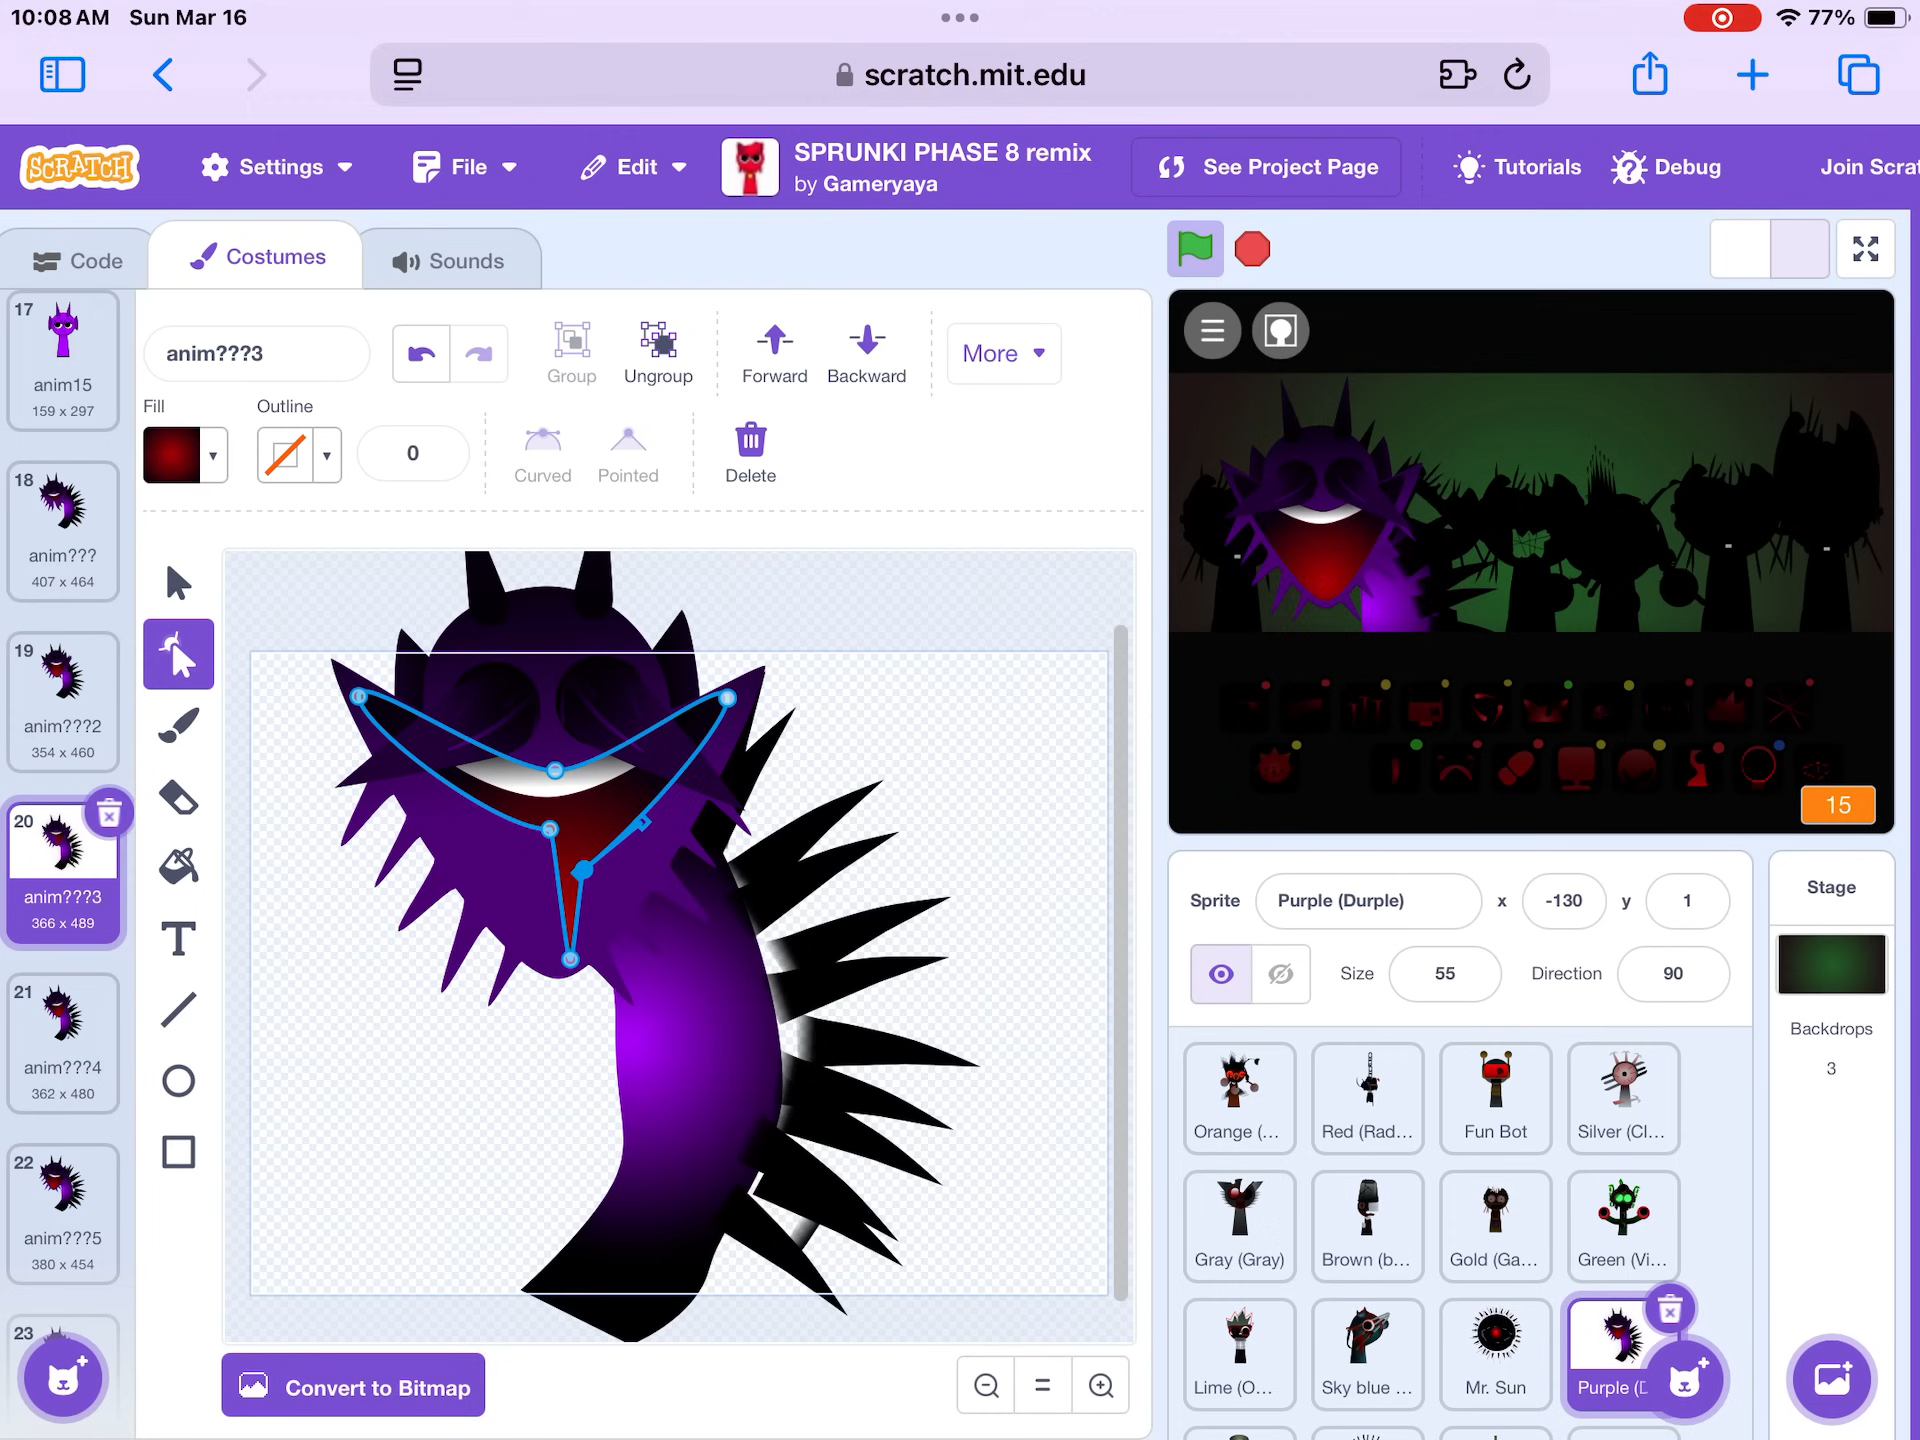 10:08 AM Sun Mar 16
77%
scratch.mit.edu
SCRATCH
Settings
File
Edit
SPRUNKI PHASE 8 remix
by Gameryaya
See Project Page
Tutorials
Debug
Join Scrat
Code
Costumes
Sounds
17
anim15
159 x 297
18
anim???
407 x 464
19
anim???2
354 x 460
20
anim???3
366 x 489
21
anim???4
362 x 480
22
anim???5
380 x 454
23
anim???3
Group
Ungroup
Forward
Backward
More
Fill
Outline
0
Curved
Pointed
Delete
T
Convert to Bitmap
15
Sprite
Purple (Durple)
x
-130
y
1
Size
55
Direction
90
Stage
Backdrops
3
Orange (...
Red (Rad...
Fun Bot
Silver (Cl...
Gray (Gray)
Brown (b...
Gold (Ga...
Green (Vi...
Lime (O...
Sky blue ...
Mr. Sun
Purple (D